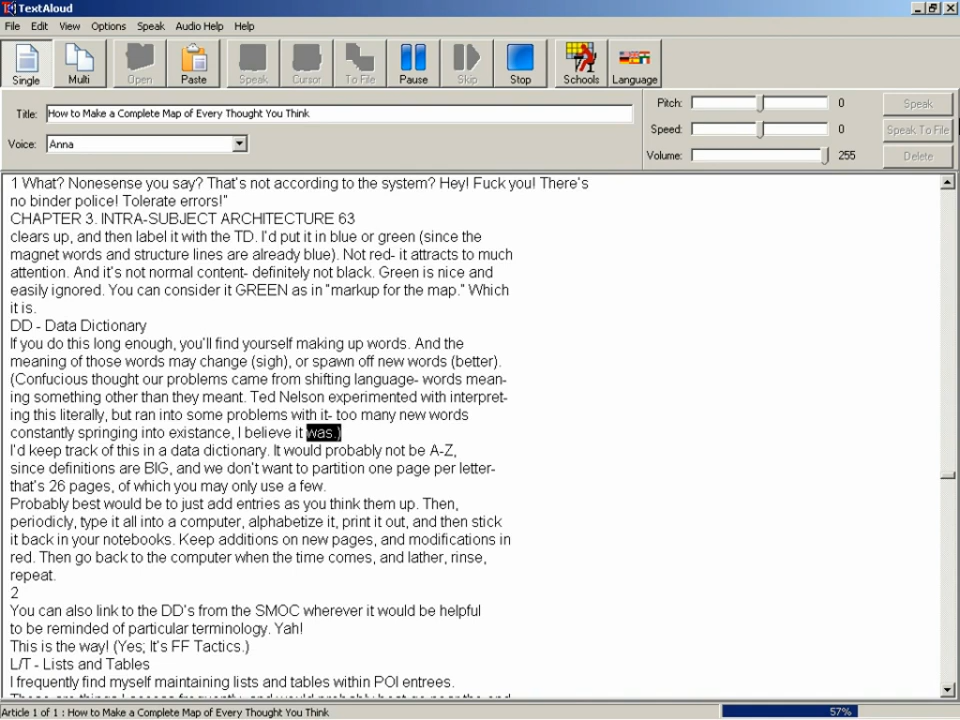 TextAloud
File Edit View Options Speak Audio Help Help
Single Multi Open Paste Speak Cursor To File Pause Skip Stop Schools Language
Title: How to Make a Complete Map of Every Thought You Think
Voice: Anna
Pitch: 0 Speak
Speed: 0 Speak To File
Volume: 255 Delete
1 What? Nonesense you say? That's not according to the system? Hey! Fuck you! There's
no binder police! Tolerate errors!"
CHAPTER 3. INTRA-SUBJECT ARCHITECTURE 63
clears up, and then label it with the TD. I'd put it in blue or green (since the
magnet words and structure lines are already blue). Not red- it attracts to much
attention. And it's not normal content- definitely not black. Green is nice and
easily ignored. You can consider it GREEN as in "markup for the map." Which
it is.
DD - Data Dictionary
If you do this long enough, you'll find yourself making up words. And the
meaning of those words may change (sigh), or spawn off new words (better).
(Confucious thought our problems came from shifting language- words mean-
ing something other than they meant. Ted Nelson experimented with interpret-
ing this literally, but ran into some problems with it- too many new words
constantly springing into existance, I believe it was.)
I'd keep track of this in a data dictionary. It would probably not be A-Z,
since definitions are BIG, and we don't want to partition one page per letter-
that's 26 pages, of which you may only use a few.
Probably best would be to just add entries as you think them up. Then,
periodicly, type it all into a computer, alphabetize it, print it out, and then stick
it back in your notebooks. Keep additions on new pages, and modifications in
red. Then go back to the computer when the time comes, and lather, rinse,
repeat.
2
You can also link to the DD's from the SMOC wherever it would be helpful
to be reminded of particular terminology. Yah!
This is the way! (Yes; It's FF Tactics.)
L/T - Lists and Tables
I frequently find myself maintaining lists and tables within POI entrees.
These are things I access frequently, and would probably best go near the end
Article 1 of 1 : How to Make a Complete Map of Every Thought You Think 57%